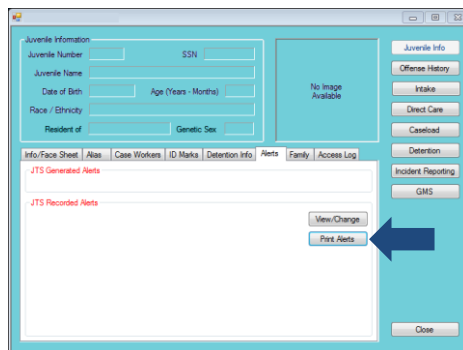 Juvenile Information
Juvenile Number SSN
Juvenile Name
Date of Birth Age (Years - Months)
Race / Ethnicity
Resident of Genetic Sex
No Image
Available
Juvenile Info
Offense History
Intake
Direct Care
Caseload
Detention
Incident Reporting
GMS
Info/Face Sheet Alias Case Workers ID Marks Detention Info Alerts Family Access Log
JTS Generated Alerts
JTS Recorded Alerts
View/Change
Print Alerts
Close